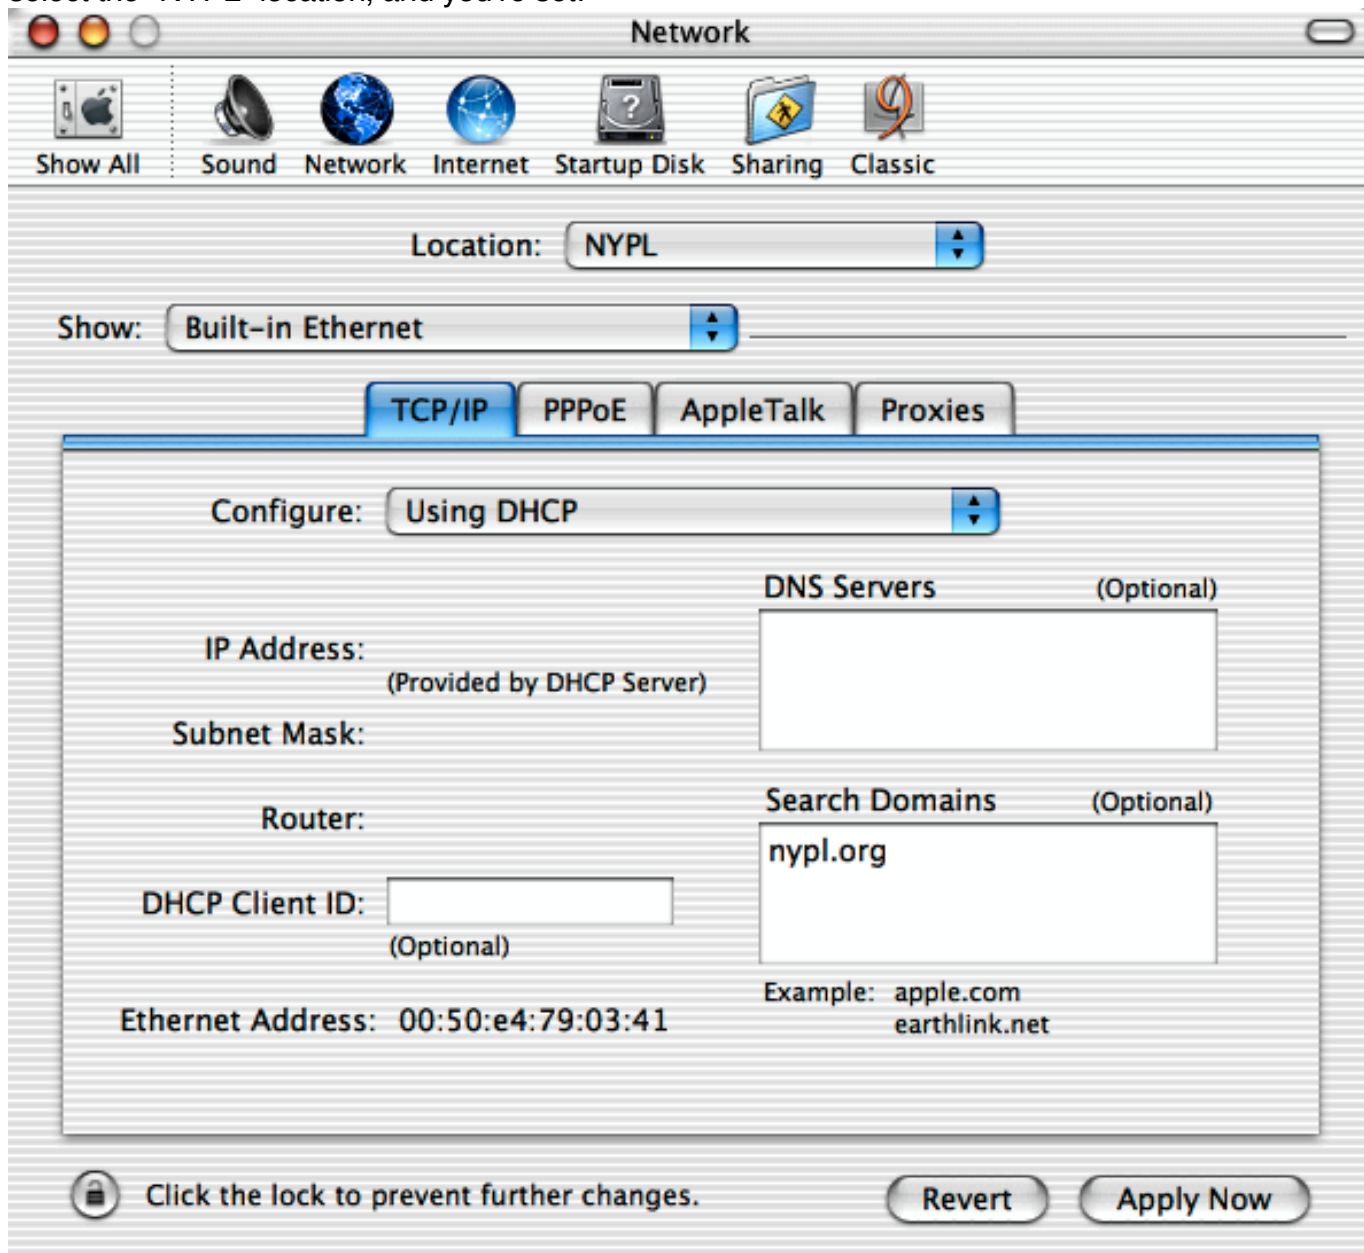 Network
Show All Sound Network Internet Startup Disk Sharing Classic
Location: NYPL
Show: Built-in Ethernet
TCP/IP PPPoE AppleTalk Proxies
Configure: Using DHCP
DNS Servers (Optional)
IP Address:
(Provided by DHCP Server)
Subnet Mask:
Search Domains (Optional)
Router:
nypl.org
DHCP Client ID:
(Optional)
Example: apple.com
earthlink.net
Ethernet Address: 00:50:e4:79:03:41
Click the lock to prevent further changes.
Revert Apply Now